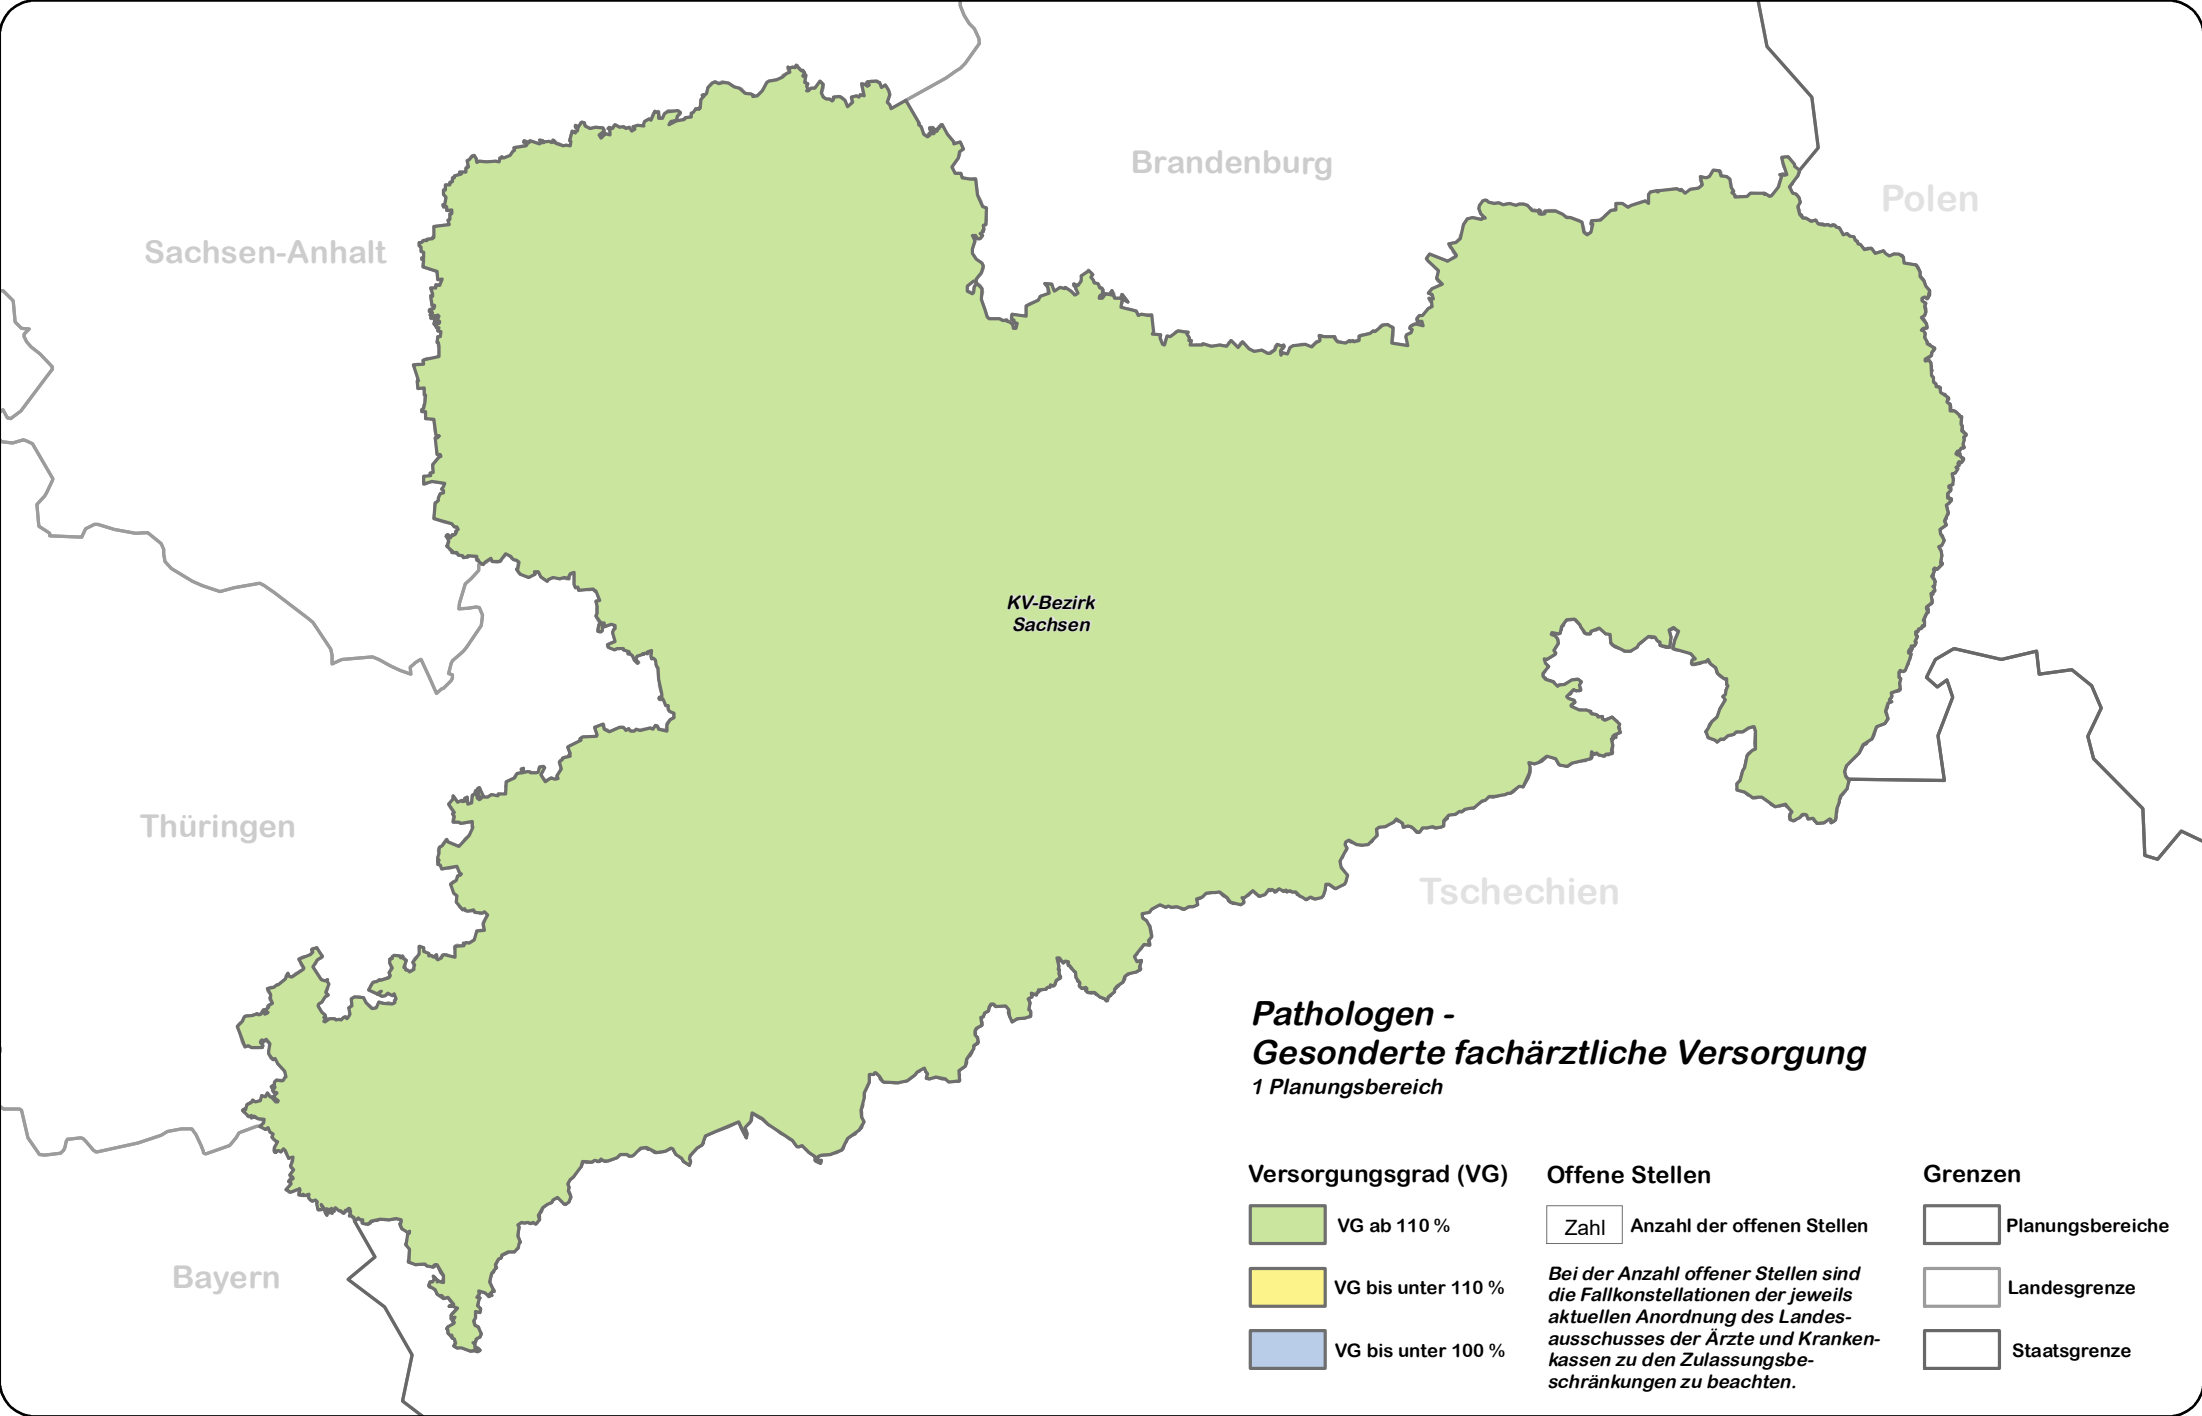 Brandenburg
Polen
Sachsen-Anhalt
KV-Bezirk
Sachsen
Thüringen
Tschechien
Bayern
Pathologen -
Gesonderte fachärztliche Versorgung
1 Planungsbereich
Versorgungsgrad (VG)
VG ab 110 %
VG bis unter 110 %
VG bis unter 100 %
Offene Stellen
Zahl Anzahl der offenen Stellen
Bei der Anzahl offener Stellen sind
die Fallkonstellationen der jeweils
aktuellen Anordnung des Landes-
ausschusses der Ärzte und Kranken-
kassen zu den Zulassungsbe-
schränkungen zu beachten.
Grenzen
Planungsbereiche
Landesgrenze
Staatsgrenze